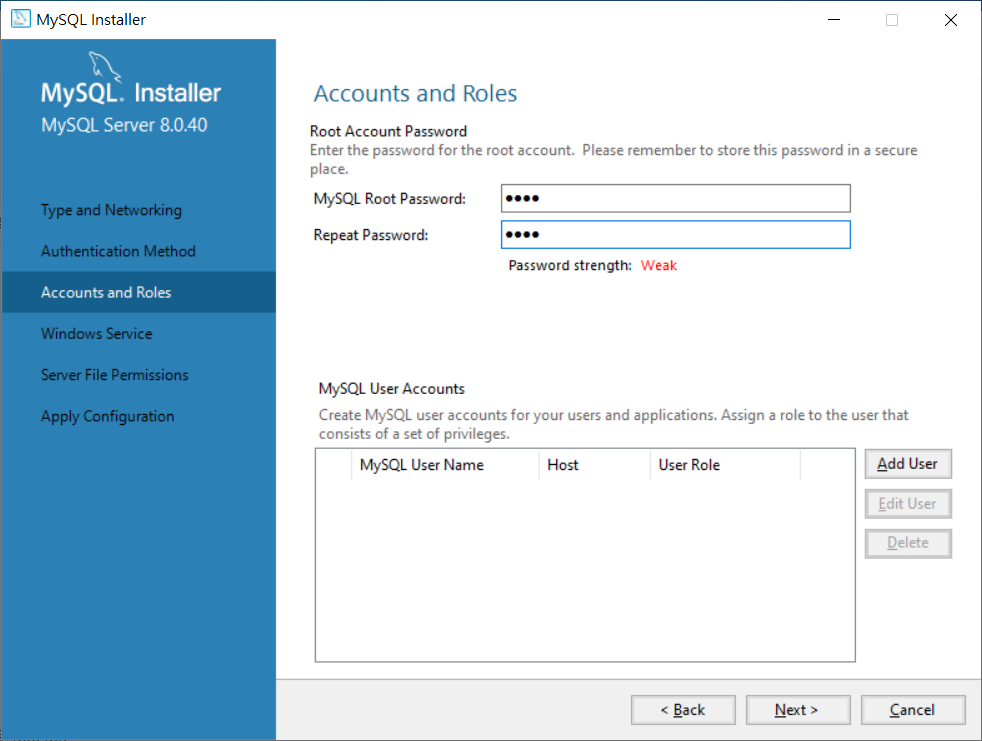 MySQL Installer
MySQL. Installer
MySQL Server 8.0.40
Type and Networking
Authentication Method
Accounts and Roles
Windows Service
Server File Permissions
Apply Configuration
Accounts and Roles
Root Account Password
Enter the password for the root account.  Please remember to store this password in a secure
place.
MySQL Root Password: ●●●●
Repeat Password: ●●●●
Password strength: Weak
MySQL User Accounts
Create MySQL user accounts for your users and applications. Assign a role to the user that
consists of a set of privileges.
MySQL User Name Host User Role
Add User
Edit User
Delete
< Back Next > Cancel